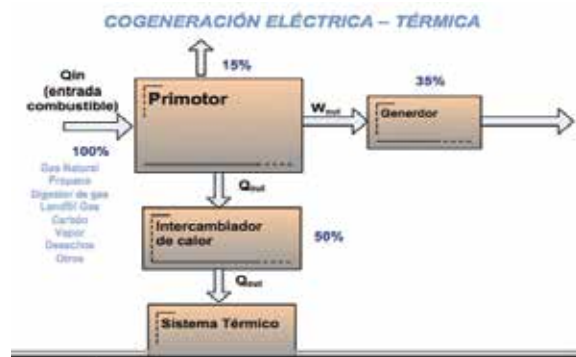 COGENERACIÓN ELÉCTRICA – TÉRMICA
Qin
(entrada
combustible)
100%
Gas Natural
Propano
Digestor de gas
Landfill Gas
Carbón
Vapor
Desechos
Otros
15%
Primotor
Wout
35%
Generdor
Qout
Intercambiador
de calor
50%
Qout
Sistema Térmico